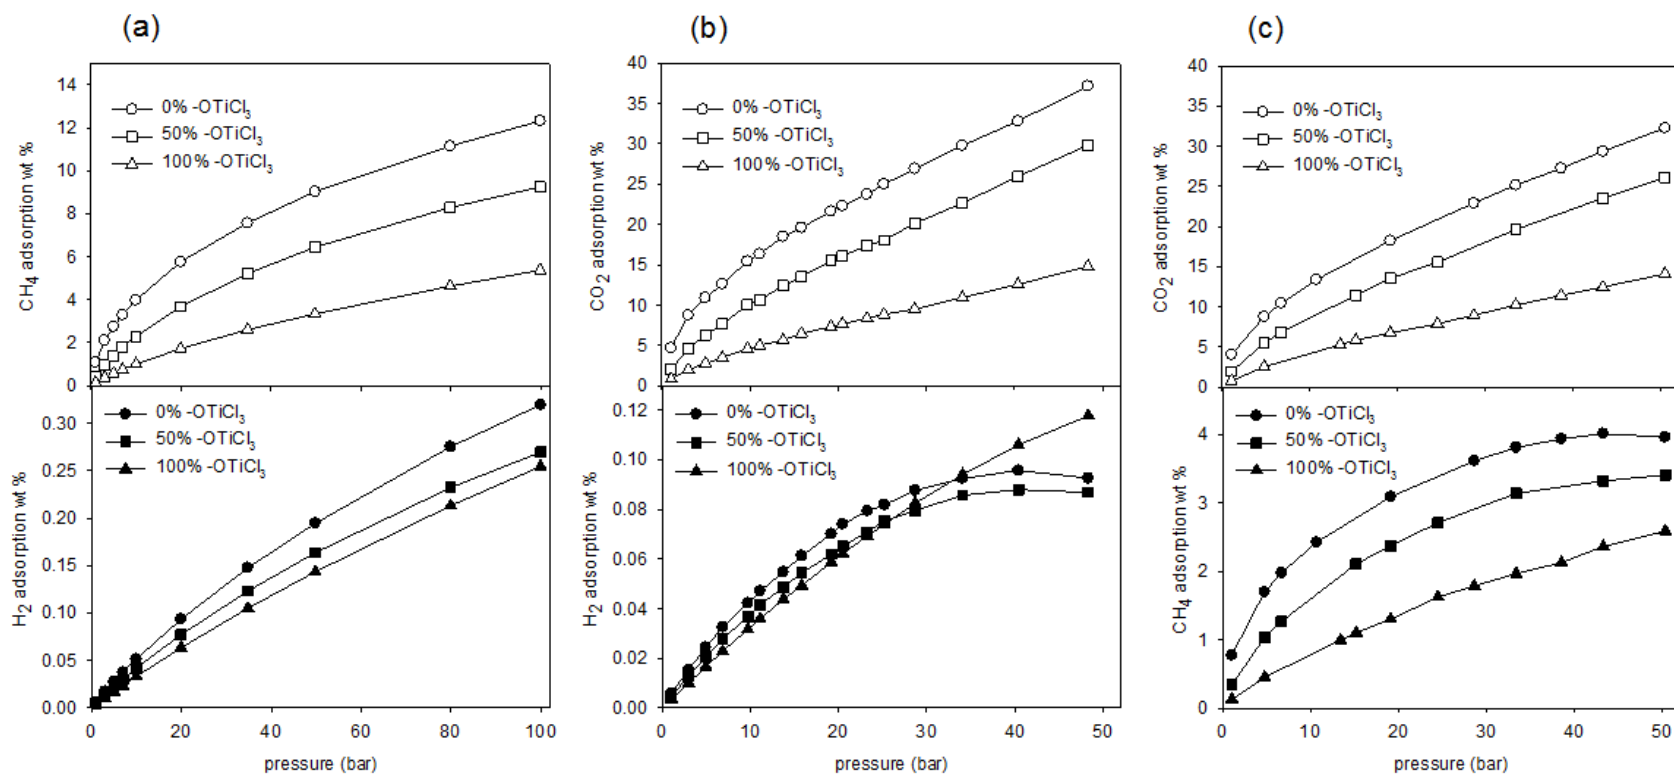 (a)
(b)
(c)
14
12
10
8
6
4
2
0
CH4 adsorption wt %
0% -OTiCl3
50% -OTiCl3
100% -OTiCl3
0.30
0.25
0.20
0.15
0.10
0.05
0.00
H2 adsorption wt %
0% -OTiCl3
50% -OTiCl3
100% -OTiCl3
0 20 40 60 80 100
pressure (bar)
40
35
30
25
20
15
10
5
0
CO2 adsorption wt %
0% -OTiCl3
50% -OTiCl3
100% -OTiCl3
0.12
0.10
0.08
0.06
0.04
0.02
0.00
H2 adsorption wt %
0% -OTiCl3
50% -OTiCl3
100% -OTiCl3
0 10 20 30 40 50
pressure (bar)
40
35
30
25
20
15
10
5
0
CO2 adsorption wt %
0% -OTiCl3
50% -OTiCl3
100% -OTiCl3
4
3
2
1
0
CH4 adsorption wt %
0% -OTiCl3
50% -OTiCl3
100% -OTiCl3
0 10 20 30 40 50
pressure (bar)